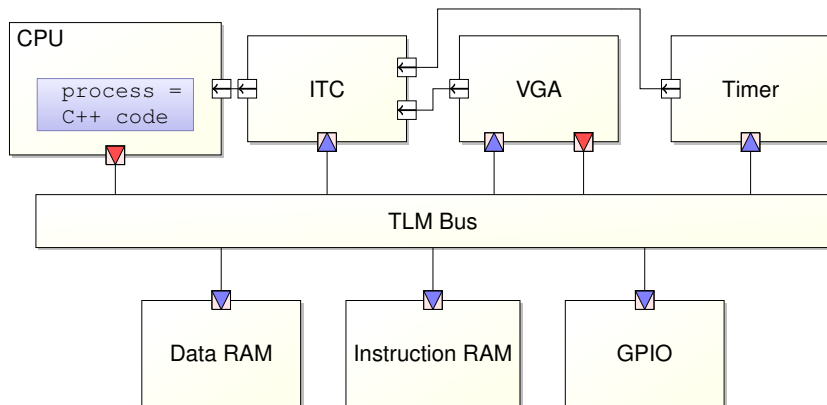 CPU
process =
C++ code
ITC
VGA
Timer
TLM Bus
Data RAM
Instruction RAM
GPIO